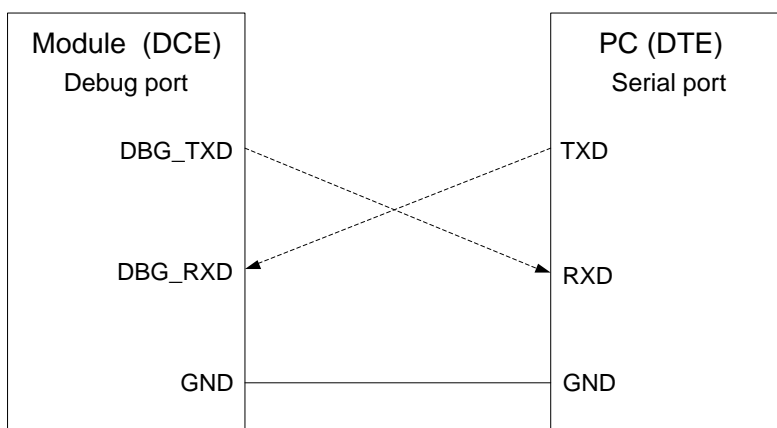 Module (DCE)
Debug port
DBG_TXD
DBG_RXD
GND
PC (DTE)
Serial port
TXD
RXD
GND